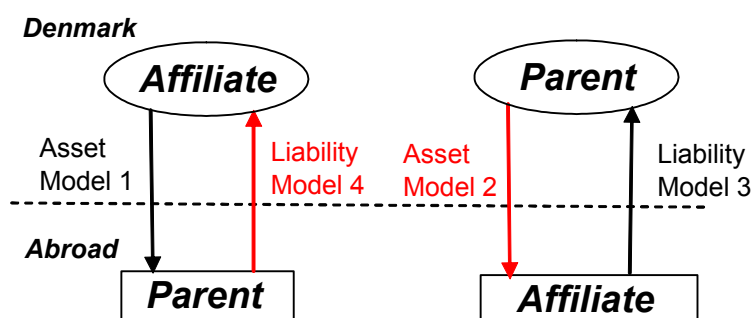 Denmark
Affiliate
Parent
Asset
Model 1
Liability
Model 4
Asset
Model 2
Liability
Model 3
Abroad
Parent
Affiliate